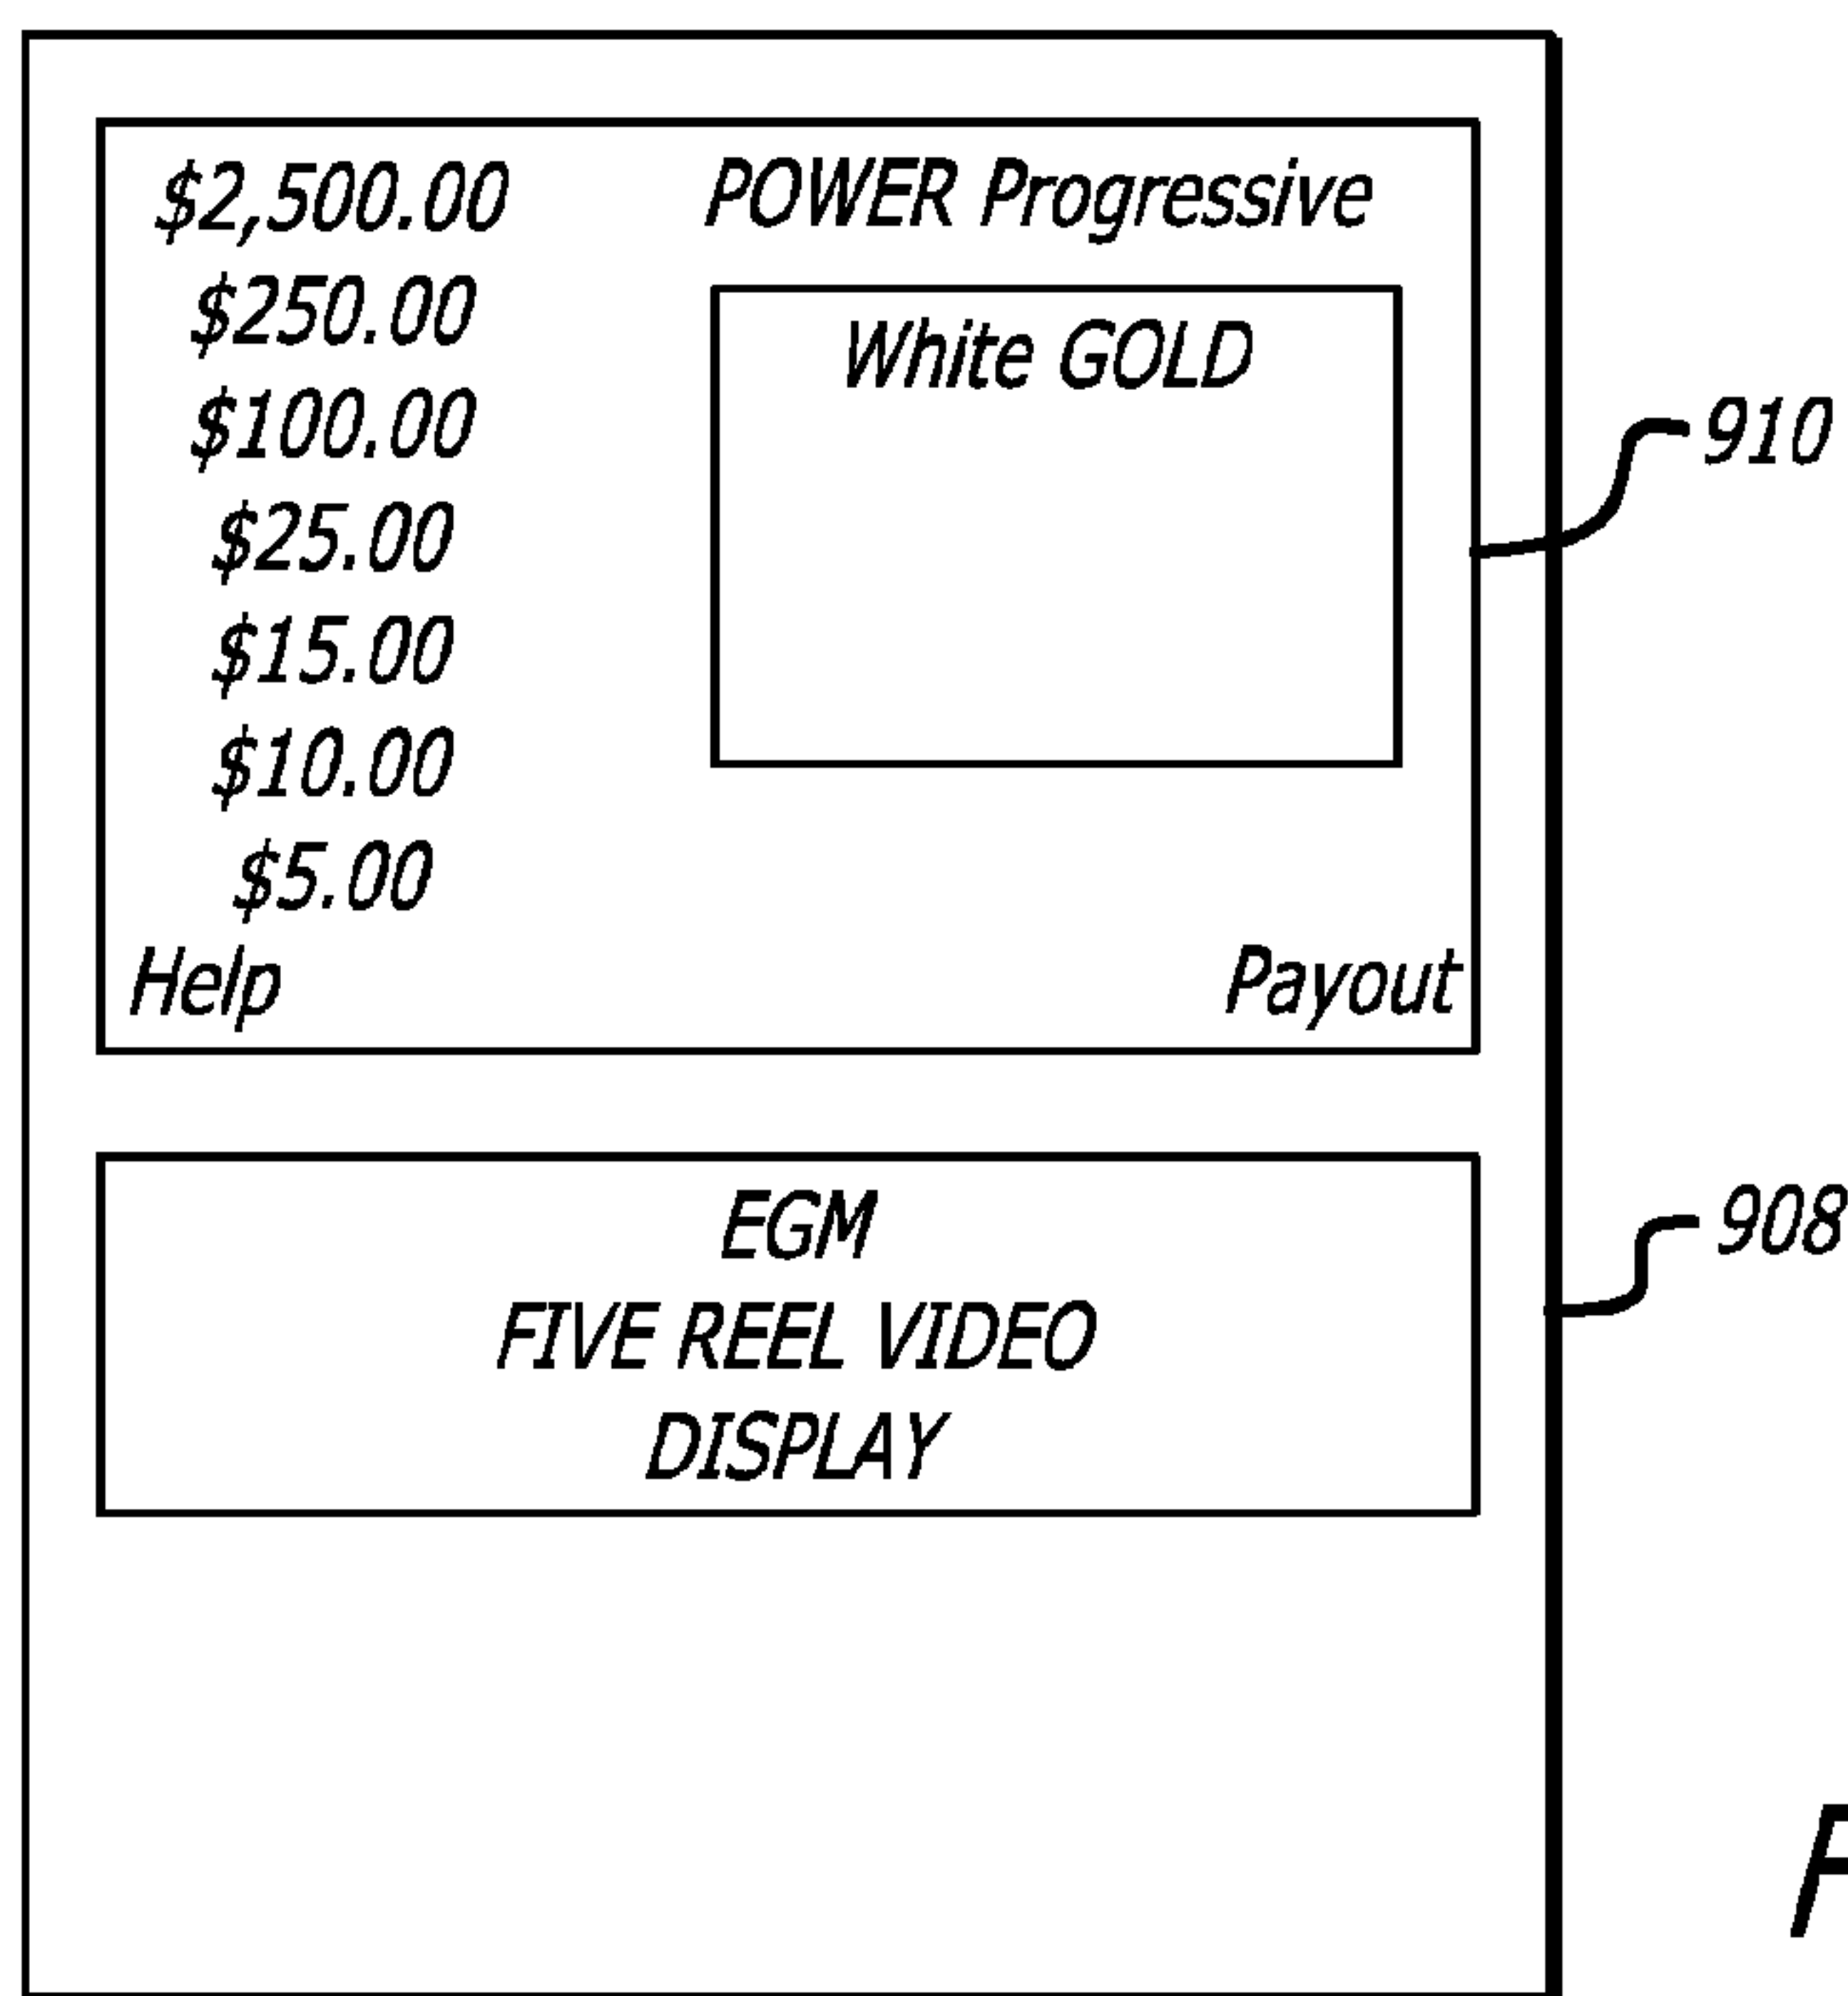 $2,500.00 POWER Progressive
$250.00
White GOLD
$100.00
$25.00
$15.00
$10.00
$5.00
Help Payout
910
EGM
FIVE REEL VIDEO
DISPLAY
908
F